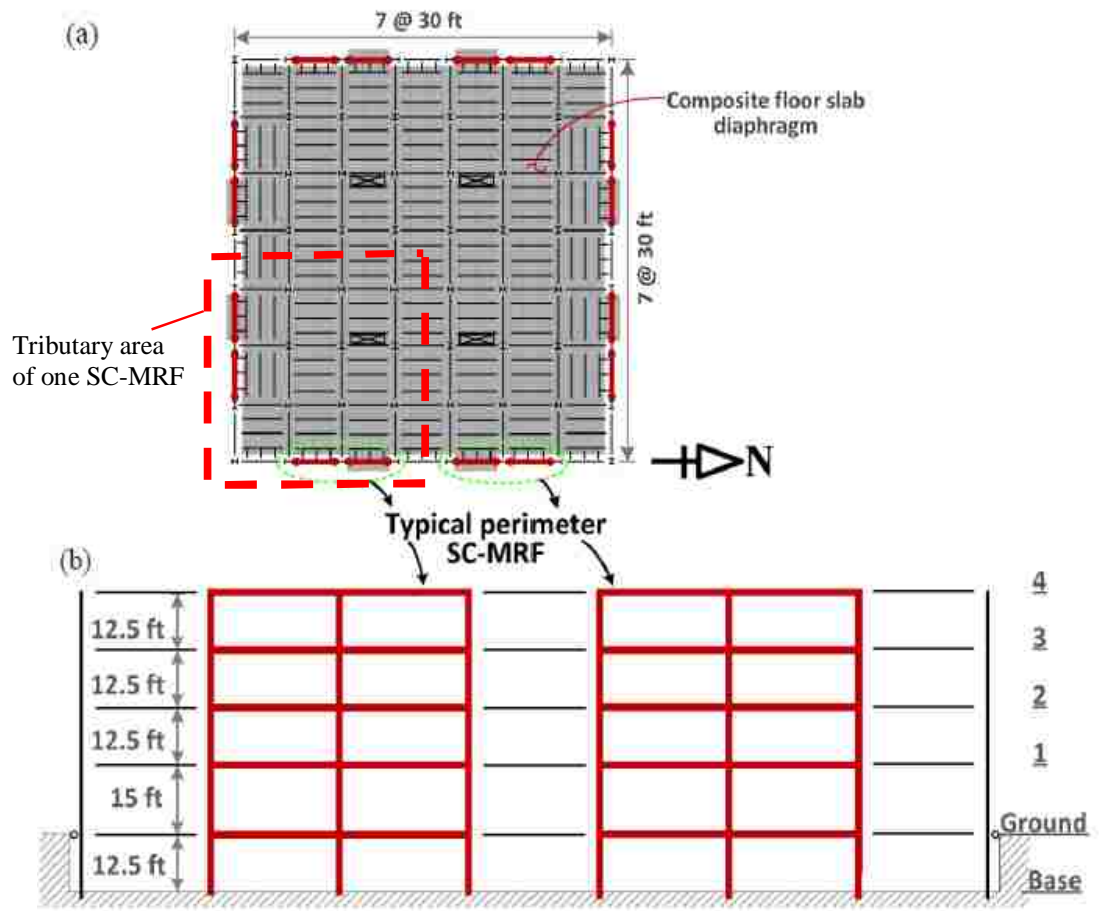 (a)
7 @ 30 ft
Composite floor slab
diaphragm
7 @ 30 ft
Tributary area
of one SC-MRF
N
Typical perimeter
SC-MRF
(b)
4
12.5 ft
3
12.5 ft
2
12.5 ft
1
15 ft
Ground
12.5 ft
Base